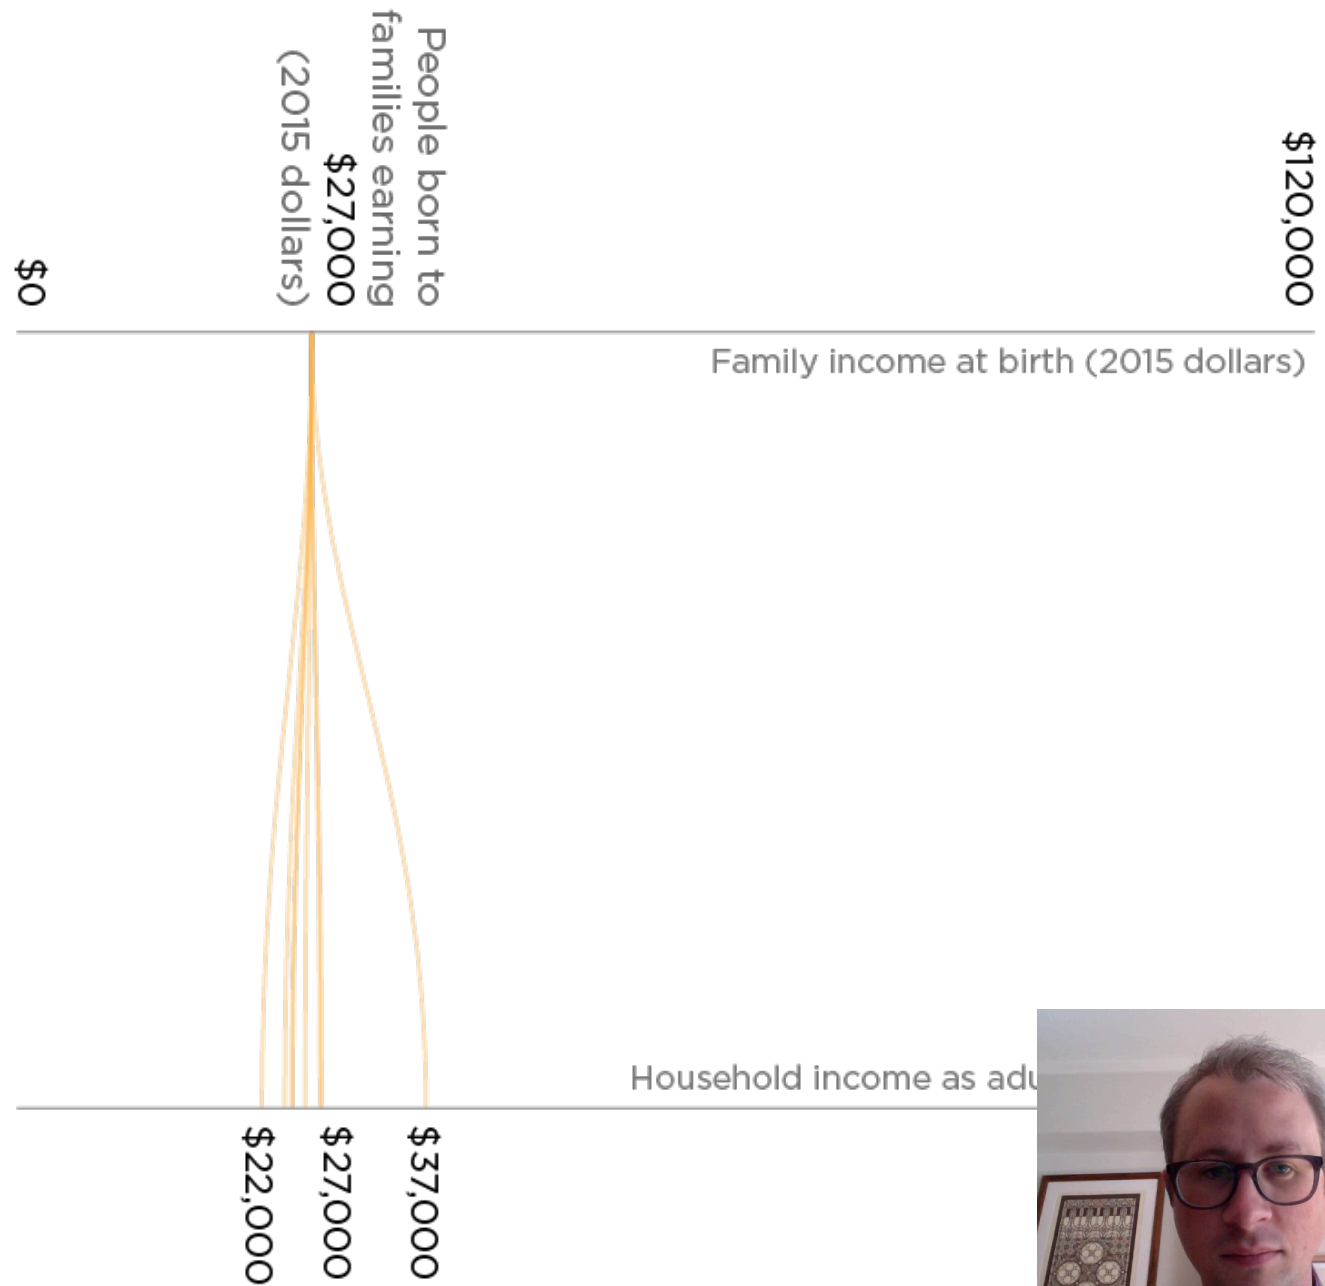 $120,000
People born to
families earning
$27,000
(2015 dollars)
$0
Family income at birth (2015 dollars)
Household income as
$22,000
$27,000
$37,000